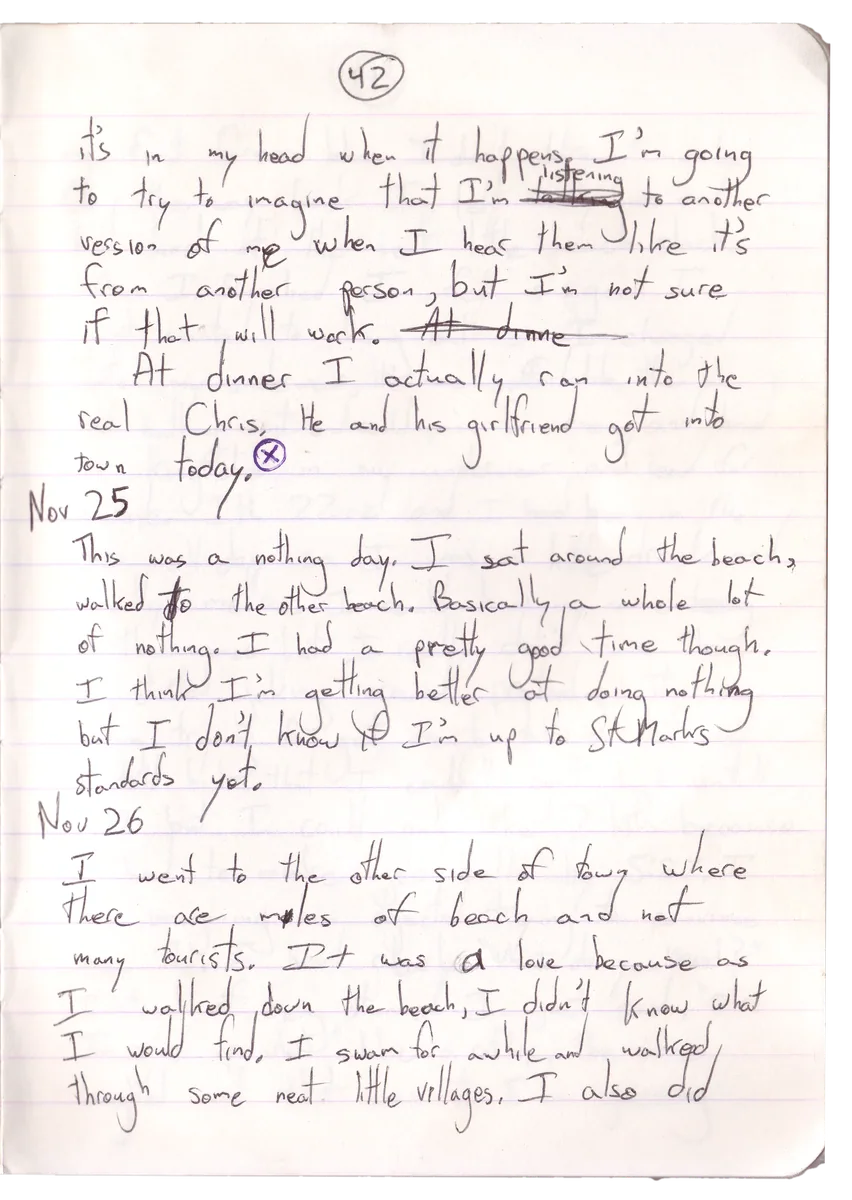 42
it's in my head when it happens. I'm going
listening
to try to imagine that I'm talking to another
version of me when I hear them like it's
from another person, but I'm not sure
if that will work. At dinne
At dinner I actually ran into the
real Chris. He and his girlfriend got into
town today. X
Nov 25
This was a nothing day. I sat around the beach,
walked to the other beach. Basically a whole lot
of nothing. I had a pretty good time though.
I think I'm getting better at doing nothing
but I don't know if I'm up to St Marks
standards yet.
Nov 26
I went to the other side of town where
there are miles of beach and not
many tourists. It was a love because as
I walked down the beach, I didn't know what
I would find. I swam for awhile and walked
through some neat little villages. I also did